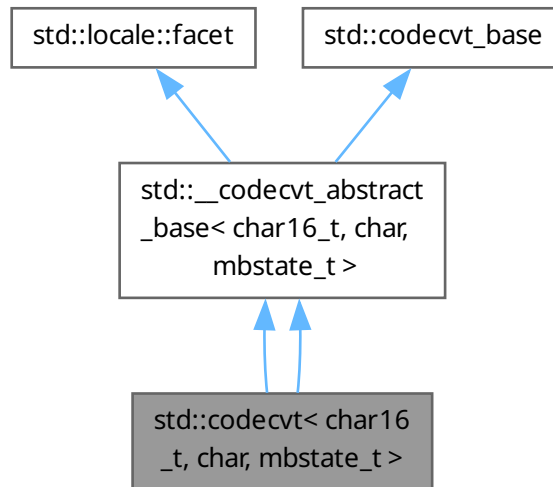 std::locale::facet
std::codecvt_base
std::__codecvt_abstract
_base< char16_t, char,
mbstate_t >
std::codecvt< char16
_t, char, mbstate_t >